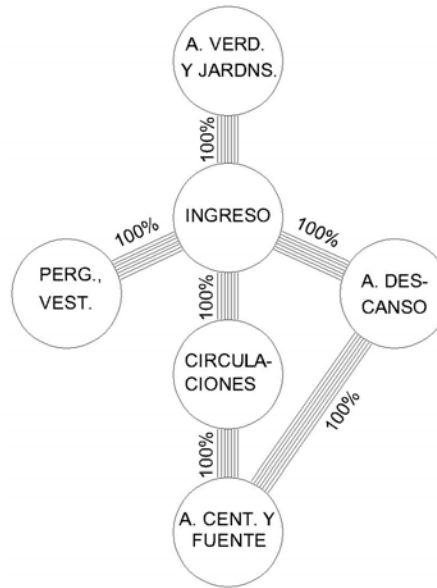 A. VERD.
Y JARDNS.
100%
INGRESO
100%
100%
PERG.,
VEST.
100%
A. DES-
CANSO
CIRCULA-
CIONES
100%
100%
A. CENT. Y
FUENTE